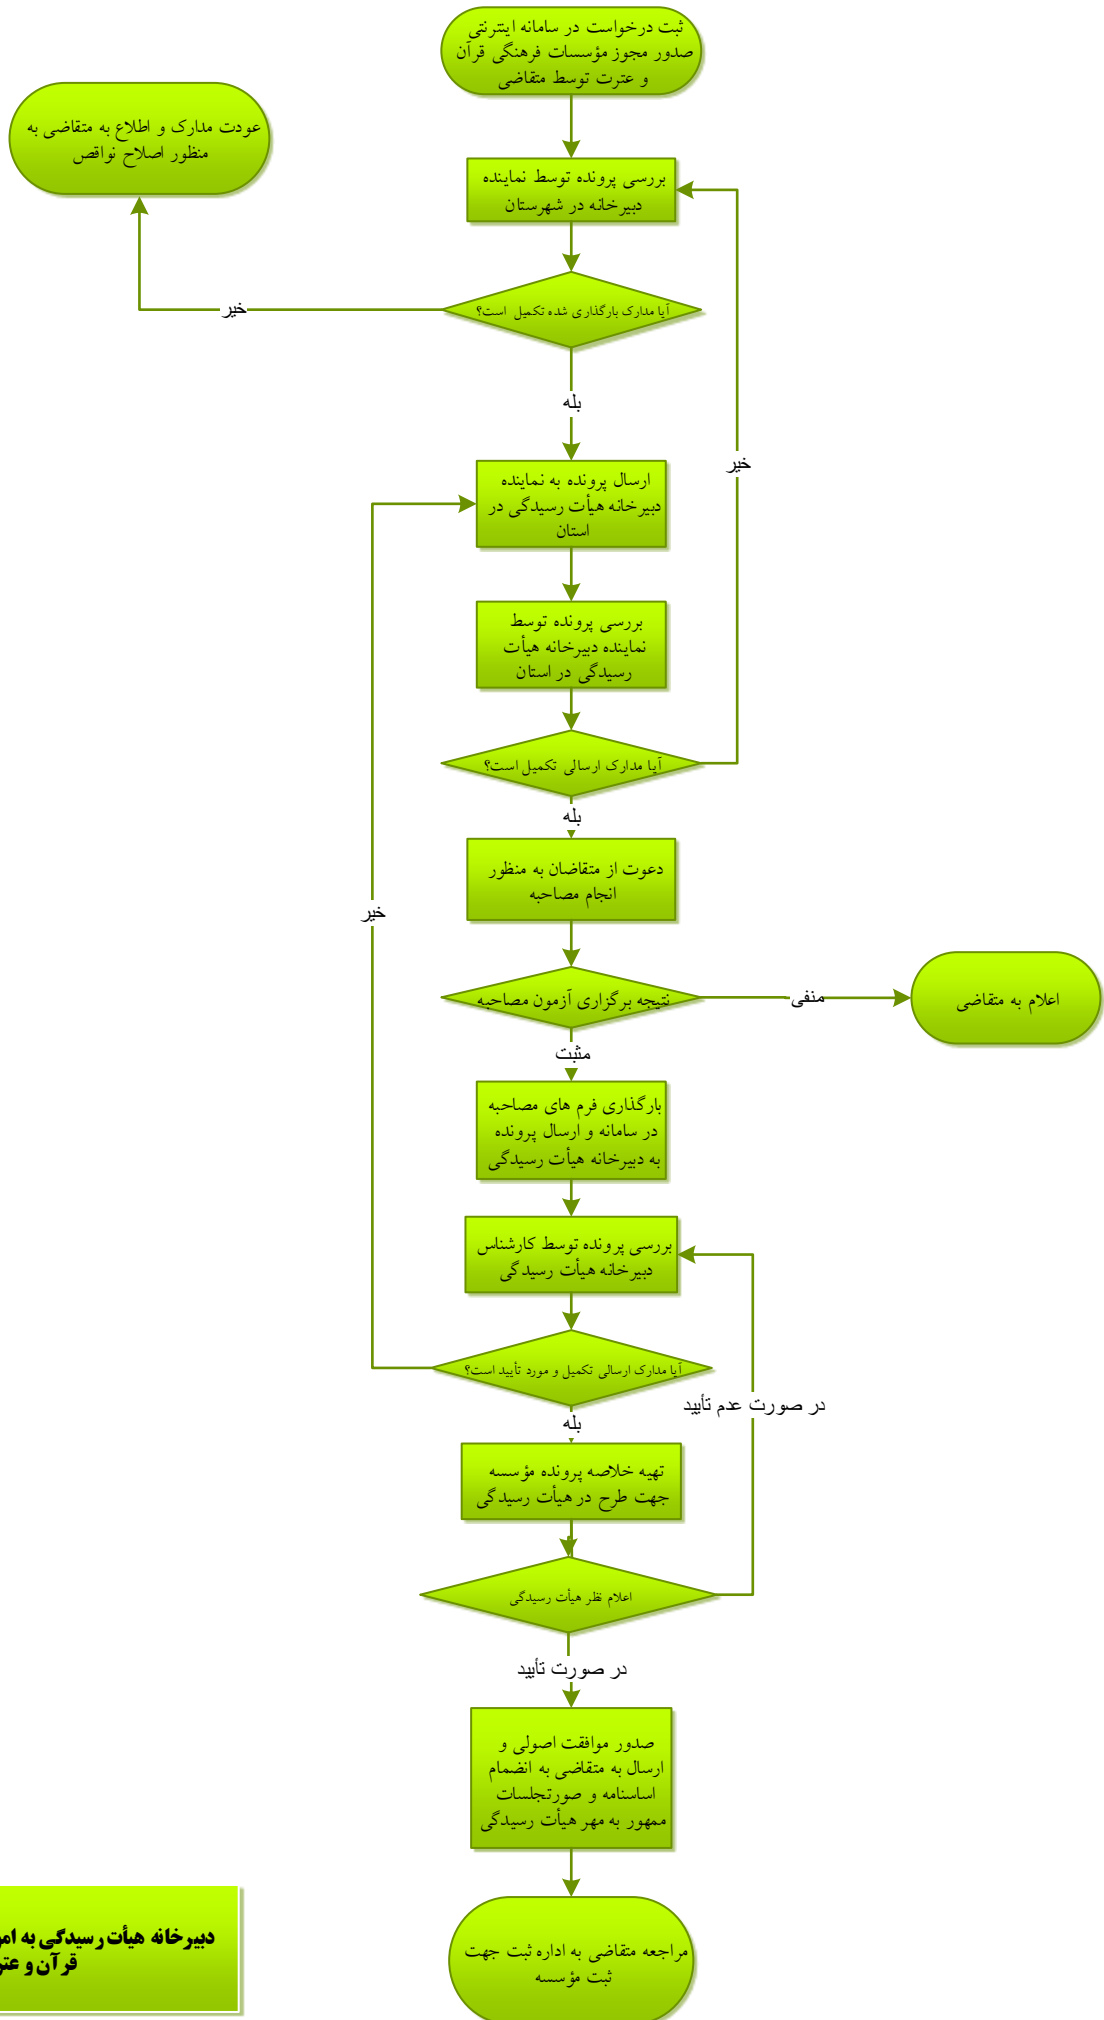 ثبت درخواست در سامانه اینترنتی
صدور مجوز مؤسسات فرهنگی قرآن
و عترت توسط متقاضی
عودت مدارک و اطلاع به متقاضی به
منظور اصلاح نواقص
بررسی پرونده توسط نماینده
دبیرخانه در شهرستان
آیا مدارک بارگذاری شده تکمیل است؟
خیر
بله
خیر
ارسال پرونده به نماینده
دبیرخانه هیأت رسیدگی در
استان
بررسی پرونده توسط
نماینده دبیرخانه هیأت
رسیدگی در استان
آیا مدارک ارسالی تکمیل است؟
بله
دعوت از متقاضان به منظور
انجام مصاحبه
خیر
نتیجه برگزاری آزمون مصاحبه
منفی
اعلام به متقاضی
مثبت
بارگذاری فرم های مصاحبه
در سامانه و ارسال پرونده
به دبیرخانه هیأت رسیدگی
بررسی پرونده توسط کارشناس
دبیرخانه هیأت رسیدگی
آیا مدارک ارسالی تکمیل و مورد تأیید است؟
در صورت عدم تأیید
بله
تهیه خلاصه پرونده مؤسسه
جهت طرح در هیأت رسیدگی
اعلام نظر هیأت رسیدگی
در صورت تأیید
صدور موافقت اصولی و
ارسال به متقاضی به انضمام
اساسنامه و صورتجلسات
ممهور به مهر هیأت رسیدگی
مراجعه متقاضی به اداره ثبت جهت
ثبت مؤسسه
دبیرخانه هیأت رسیدگی به
قرآن و